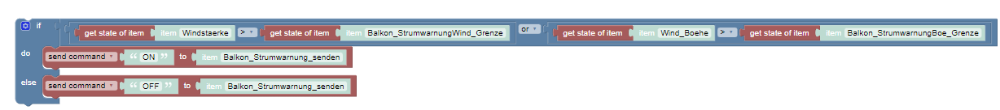 if get state of item item Windstaerke > get state of item item Balkon_StrumwarnungWind_Grenze or get state of item item Wind_Boehe > get state of item item Balkon_StrumwarnungBoe_Grenze
do send command “ ON ” to item Balkon_Strumwarnung_senden
else send command “ OFF ” to item Balkon_Strumwarnung_senden